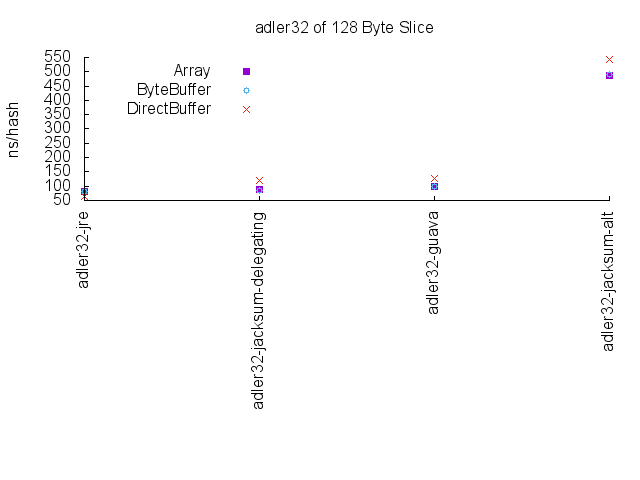 adler32 of 128 Byte Slice
ns/hash
550
500
450
400
350
300
250
200
150
100
50
Array
ByteBuffer
DirectBuffer
adler32-jre
adler32-jacksum-delegating
adler32-guava
adler32-jacksum-alt